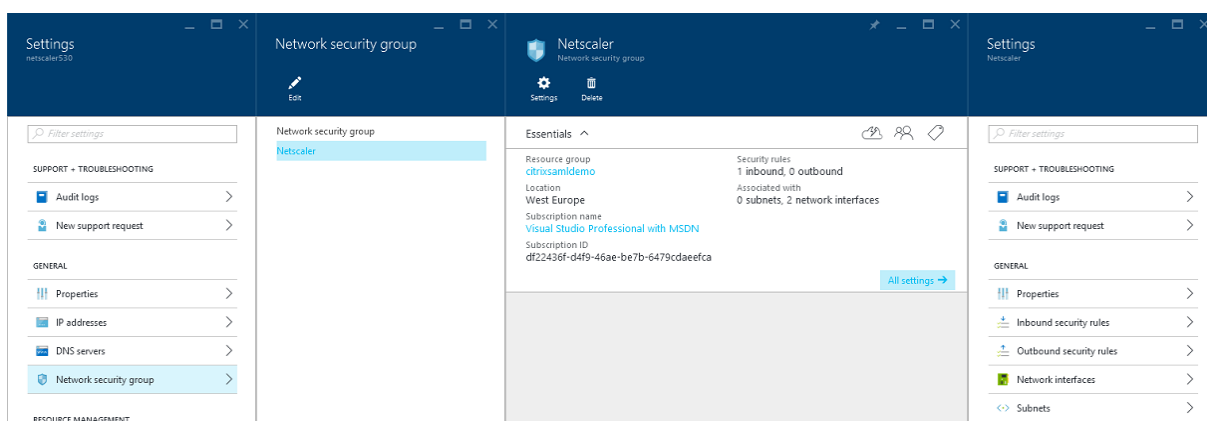 Settings
netscaler530
Filter settings
SUPPORT + TROUBLESHOOTING
Audit logs
New support request
GENERAL
Properties
IP addresses
DNS servers
Network security group
RESOURCE MANAGEMENT
Network security group
Edit
Network security group
Netscaler
Netscaler
Network security group
Settings
Delete
Essentials
Resource group
citrixsamldemo
Location
West Europe
Subscription name
Visual Studio Professional with MSDN
Subscription ID
df22436f-d4f9-46ae-be7b-6479cdaeefca
Security rules
1 inbound, 0 outbound
Associated with
0 subnets, 2 network interfaces
All settings →
Settings
Netscaler
Filter settings
SUPPORT + TROUBLESHOOTING
Audit logs
New support request
GENERAL
Properties
Inbound security rules
Outbound security rules
Network interfaces
Subnets